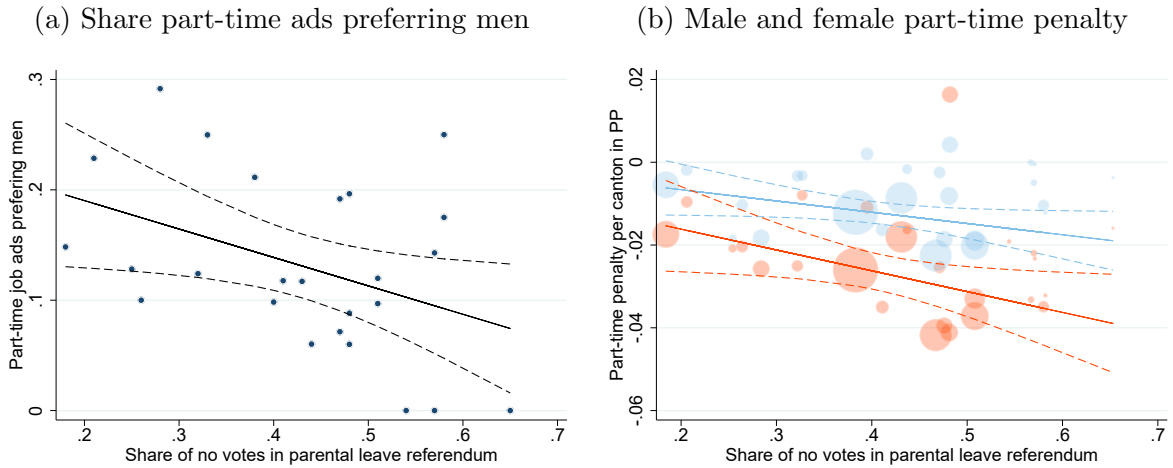 (a) Share part-time ads preferring men
Part-time job ads prefering men
.3
.2
.1
0
.2 .3 .4 .5 .6 .7
Share of no votes in parental leave referendum
(b) Male and female part-time penalty
Part-time penalty per canton in PP
.02
0
-.02
-.04
-.06
.2 .3 .4 .5 .6 .7
Share of no votes in parental leave referendum